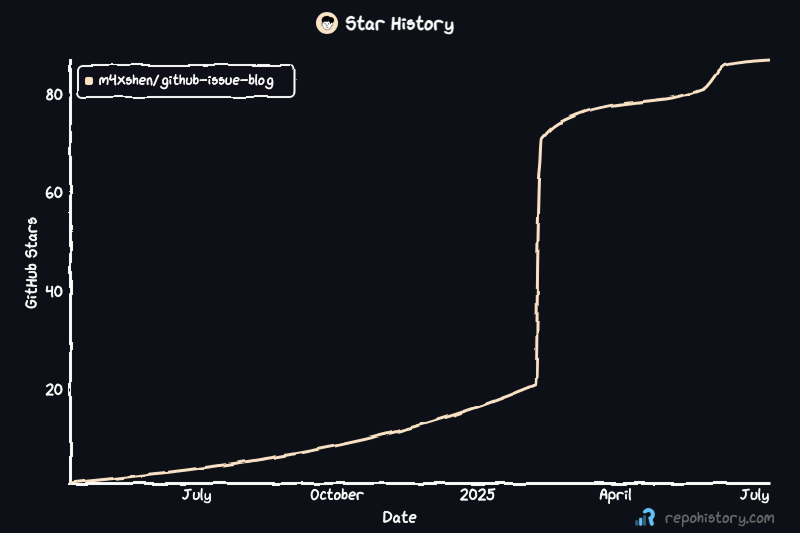 Star History
m4xshen/github-issue-blog
80
60
40
20
GitHub Stars
July
October
2025
April
July
Date
repohistory.com